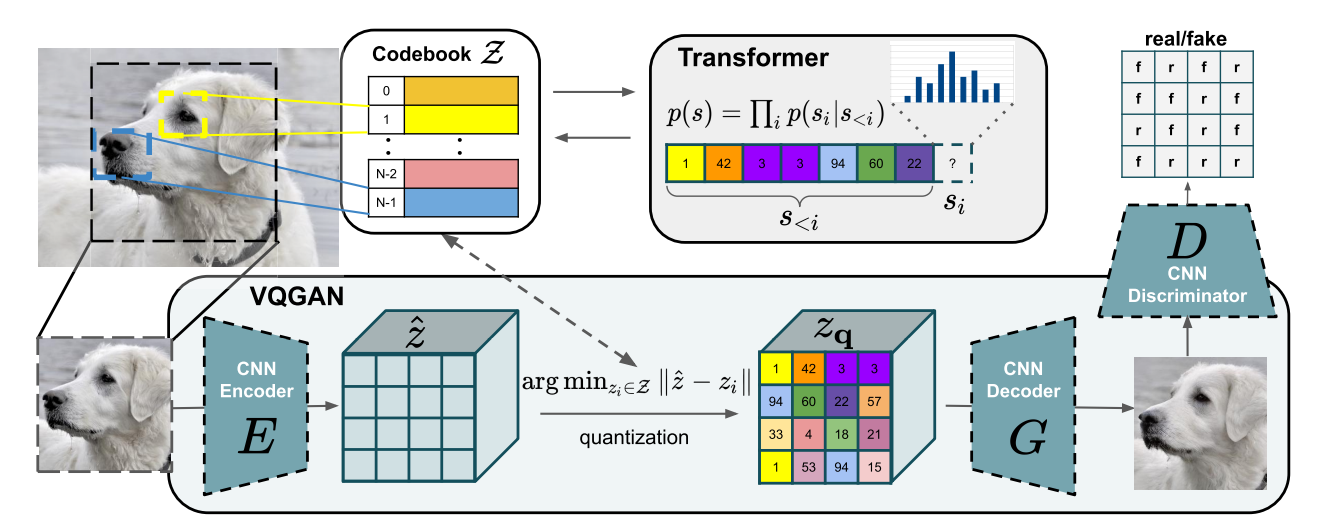 Codebook 𝒵
0
1
⋮ ⋮
N-2
N-1
Transformer
p(s) = ∏ᵢ p(sᵢ|s<ᵢ)
1 42 3 3 94 60 22 ?
s<ᵢ sᵢ
real/fake
f r f r
f f r f
r f r f
f r r r
D
CNN
Discriminator
VQGAN
CNN
Encoder
E
ẑ
arg min_{zᵢ∈𝒵} ‖ẑ − zᵢ‖
quantization
z_q
1 42 3 3
94 60 22 57
33 4 18 21
1 53 94 15
CNN
Decoder
G